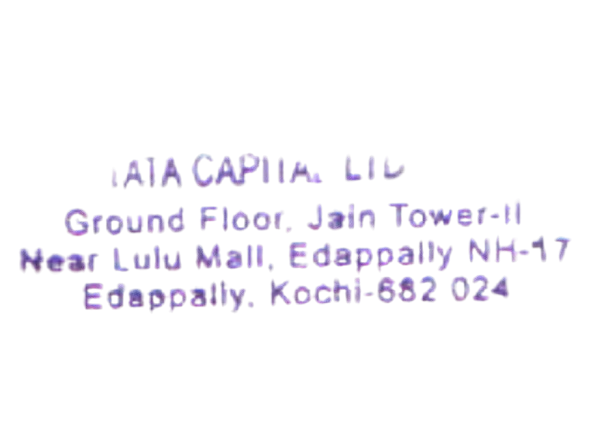 TATA CAPITAL LTD
Ground Floor, Jain Tower-II
Near Lulu Mall, Edappally NH-17
Edappally, Kochi-682 024